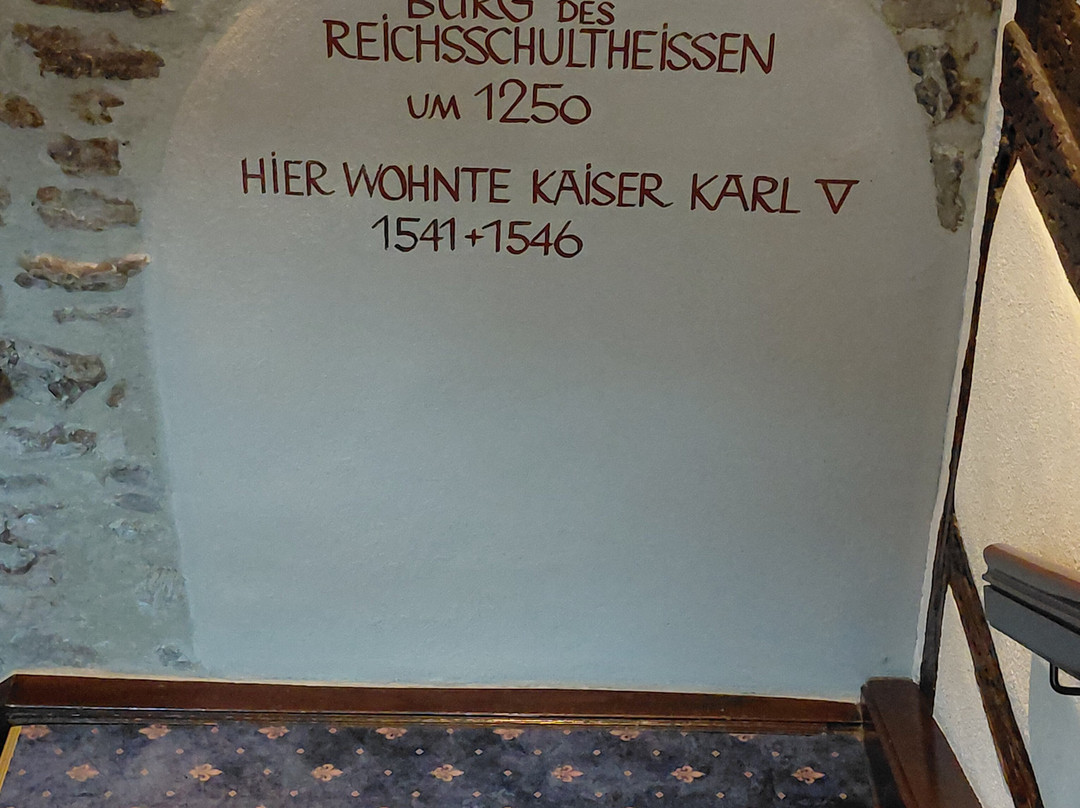 BURG DES
REICHSSCHULTHEISSEN
UM 1250
HIER WOHNTE KAISER KARL V
1541+1546